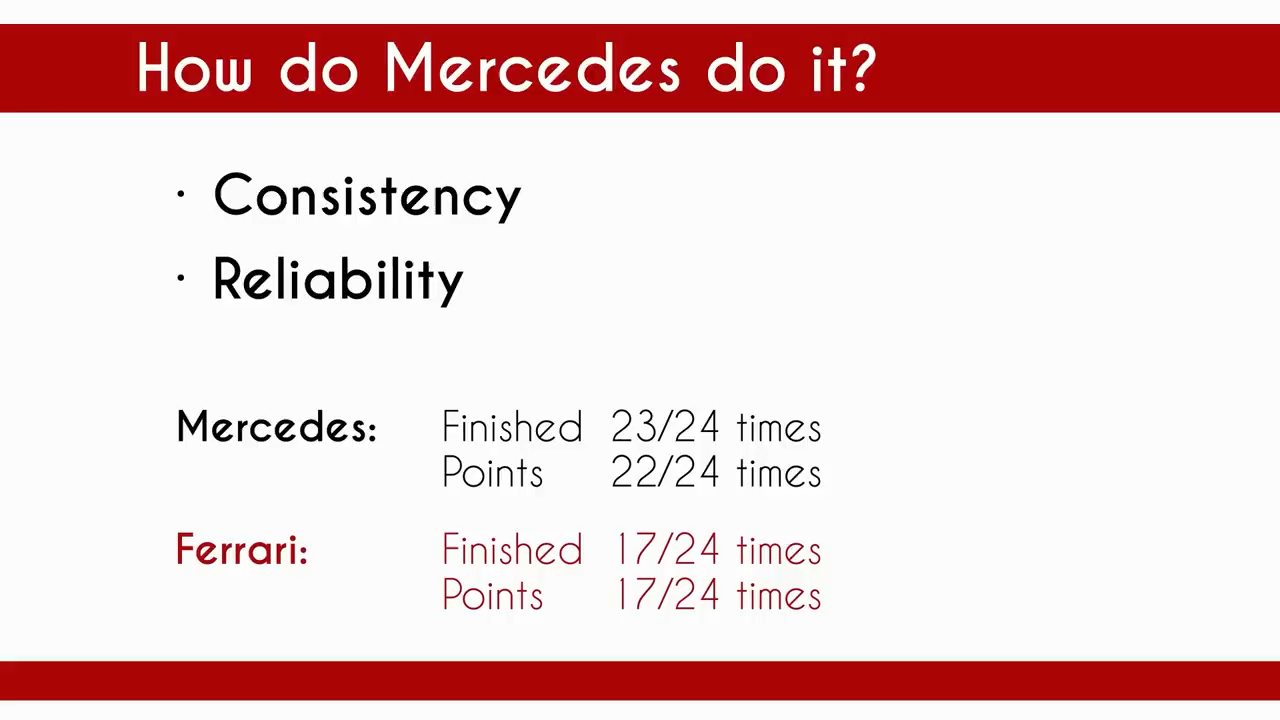 How do Mercedes do it?
· Consistency
· Reliability
Mercedes: Finished 23/24 times
Points 22/24 times
Ferrari: Finished 17/24 times
Points 17/24 times